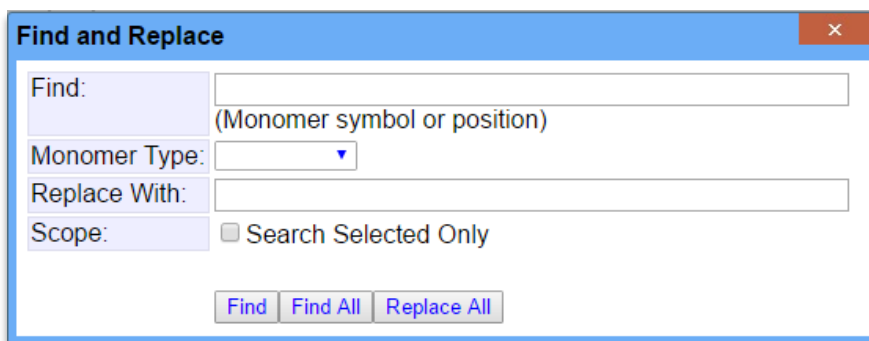 Find and Replace
Find:
(Monomer symbol or position)
Monomer Type:
Replace With:
Scope: Search Selected Only
Find Find All Replace All